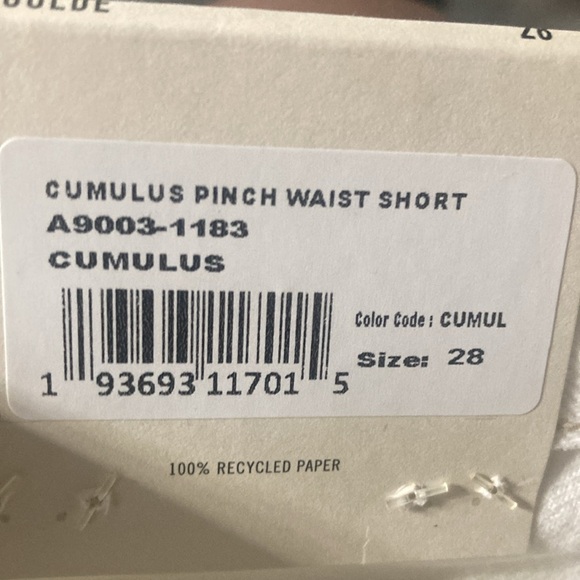 28
CUMULUS PINCH WAIST SHORT
A9003-1183
CUMULUS
Color Code: CUMUL
1 93693 11701 5
Size: 28
100% RECYCLED PAPER